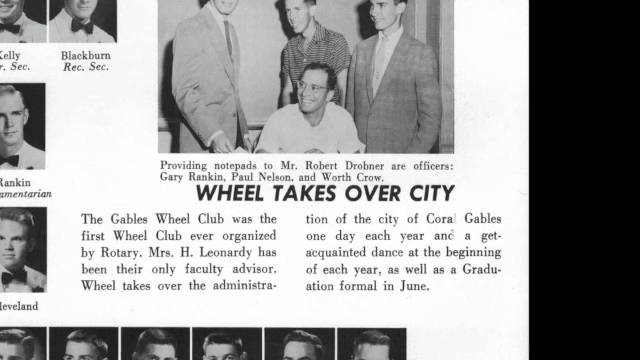 Kelly
r. Sec.
Blackburn
Rec. Sec.
Rankin
amentarian
leveland
Providing notepads to Mr. Robert Drobner are officers:
Gary Rankin, Paul Nelson, and Worth Crow.
WHEEL TAKES OVER CITY
The Gables Wheel Club was the
first Wheel Club ever organized
by Rotary. Mrs. H. Leonardy has
been their only faculty advisor.
Wheel takes over the administra-
tion of the city of Coral Gables
one day each year and a get-
acquainted dance at the beginning
of each year, as well as a Gradu-
ation formal in June.